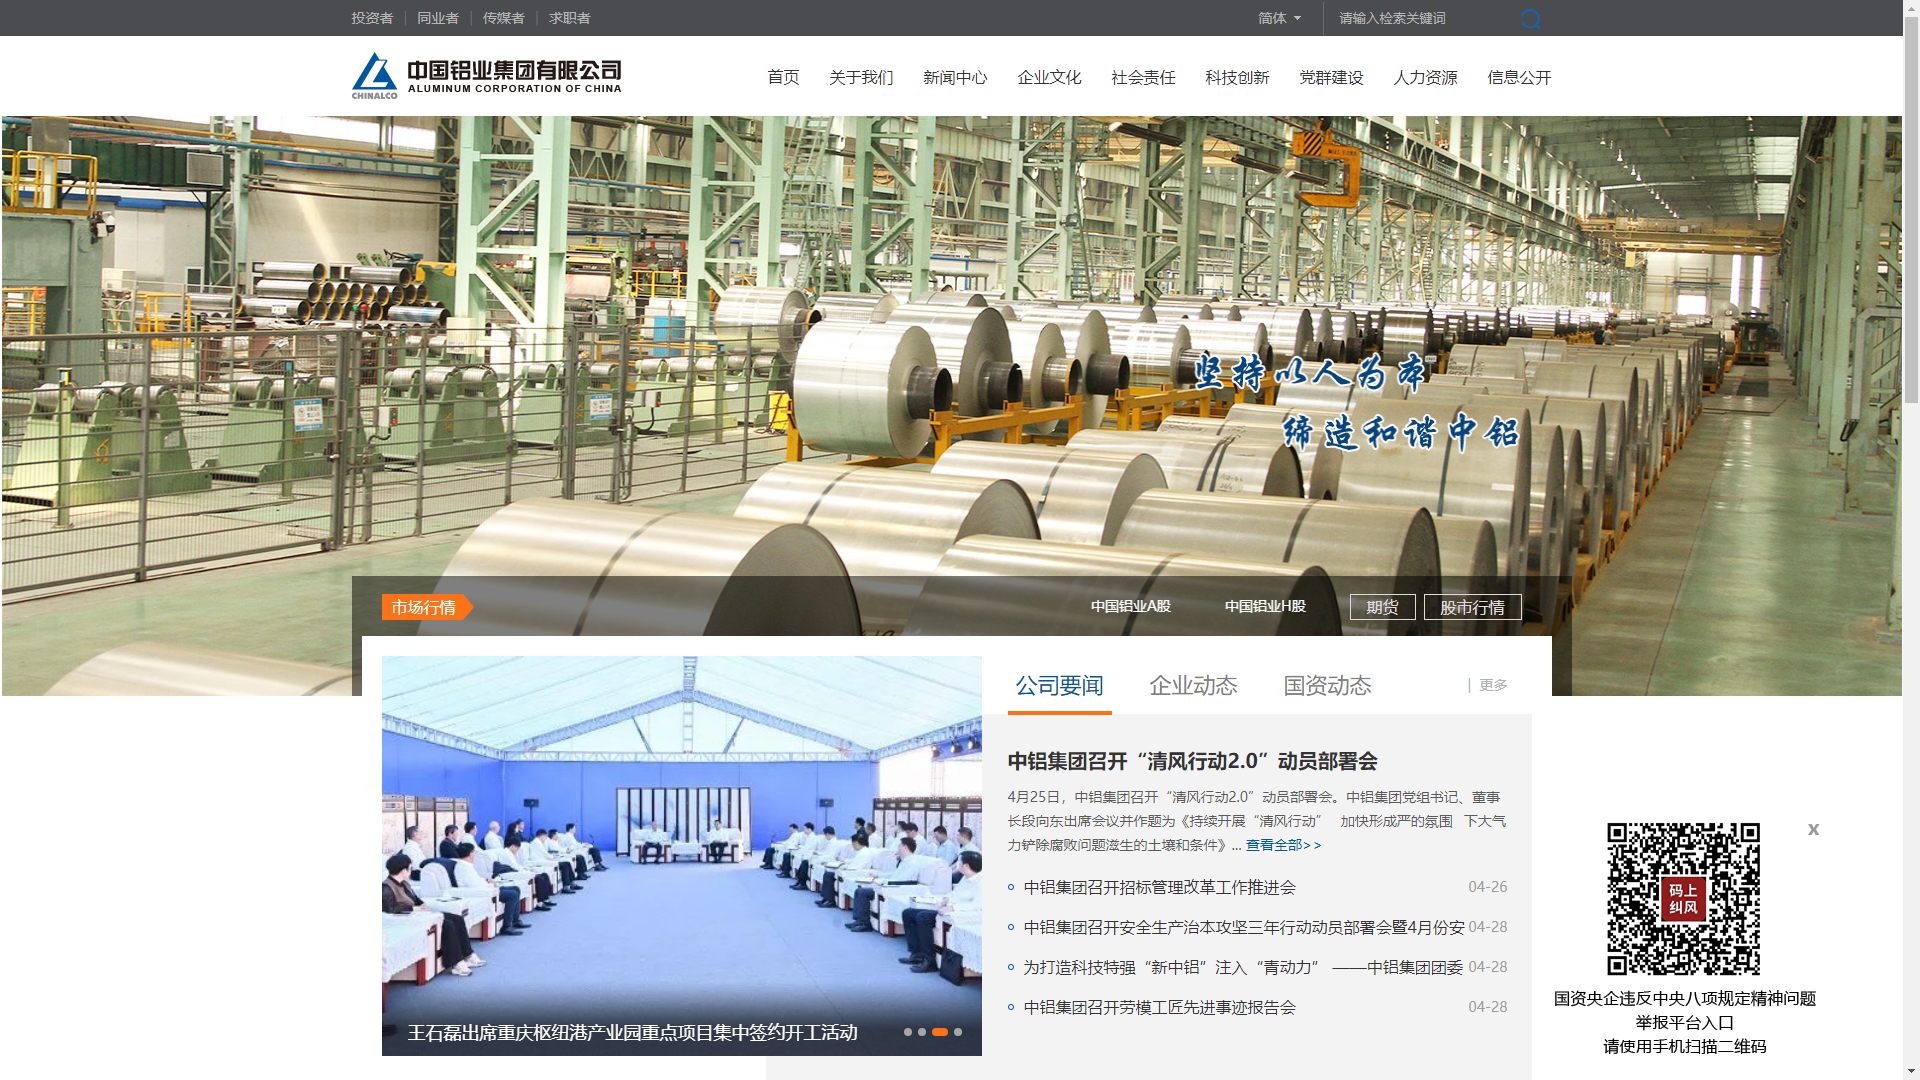 投资者 | 同业者 | 传媒者 | 求职者
简体
请输入检索关键词
中国铝业集团有限公司
ALUMINUM CORPORATION OF CHINA
CHINALCO
首页 关于我们 新闻中心 企业文化 社会责任 科技创新 党群建设 人力资源 信息公开
坚持以人为本
缔造和谐中铝
市场行情
中国铝业A股 中国铝业H股 期货 股市行情
公司要闻 企业动态 国资动态 | 更多
中铝集团召开“清风行动2.0”动员部署会
4月25日，中铝集团召开“清风行动2.0”动员部署会。中铝集团党组书记、董事
长段向东出席会议并作题为《持续开展“清风行动” 加快形成严的氛围 下大气
力铲除腐败问题滋生的土壤和条件》... 查看全部>>
中铝集团召开招标管理改革工作推进会 04-26
中铝集团召开安全生产治本攻坚三年行动动员部署会暨4月份安 04-28
为打造科技特强“新中铝”注入“青动力” ——中铝集团团委 04-28
中铝集团召开劳模工匠先进事迹报告会 04-28
王石磊出席重庆枢纽港产业园重点项目集中签约开工活动
x
码上
纠风
国资央企违反中央八项规定精神问题
举报平台入口
请使用手机扫描二维码